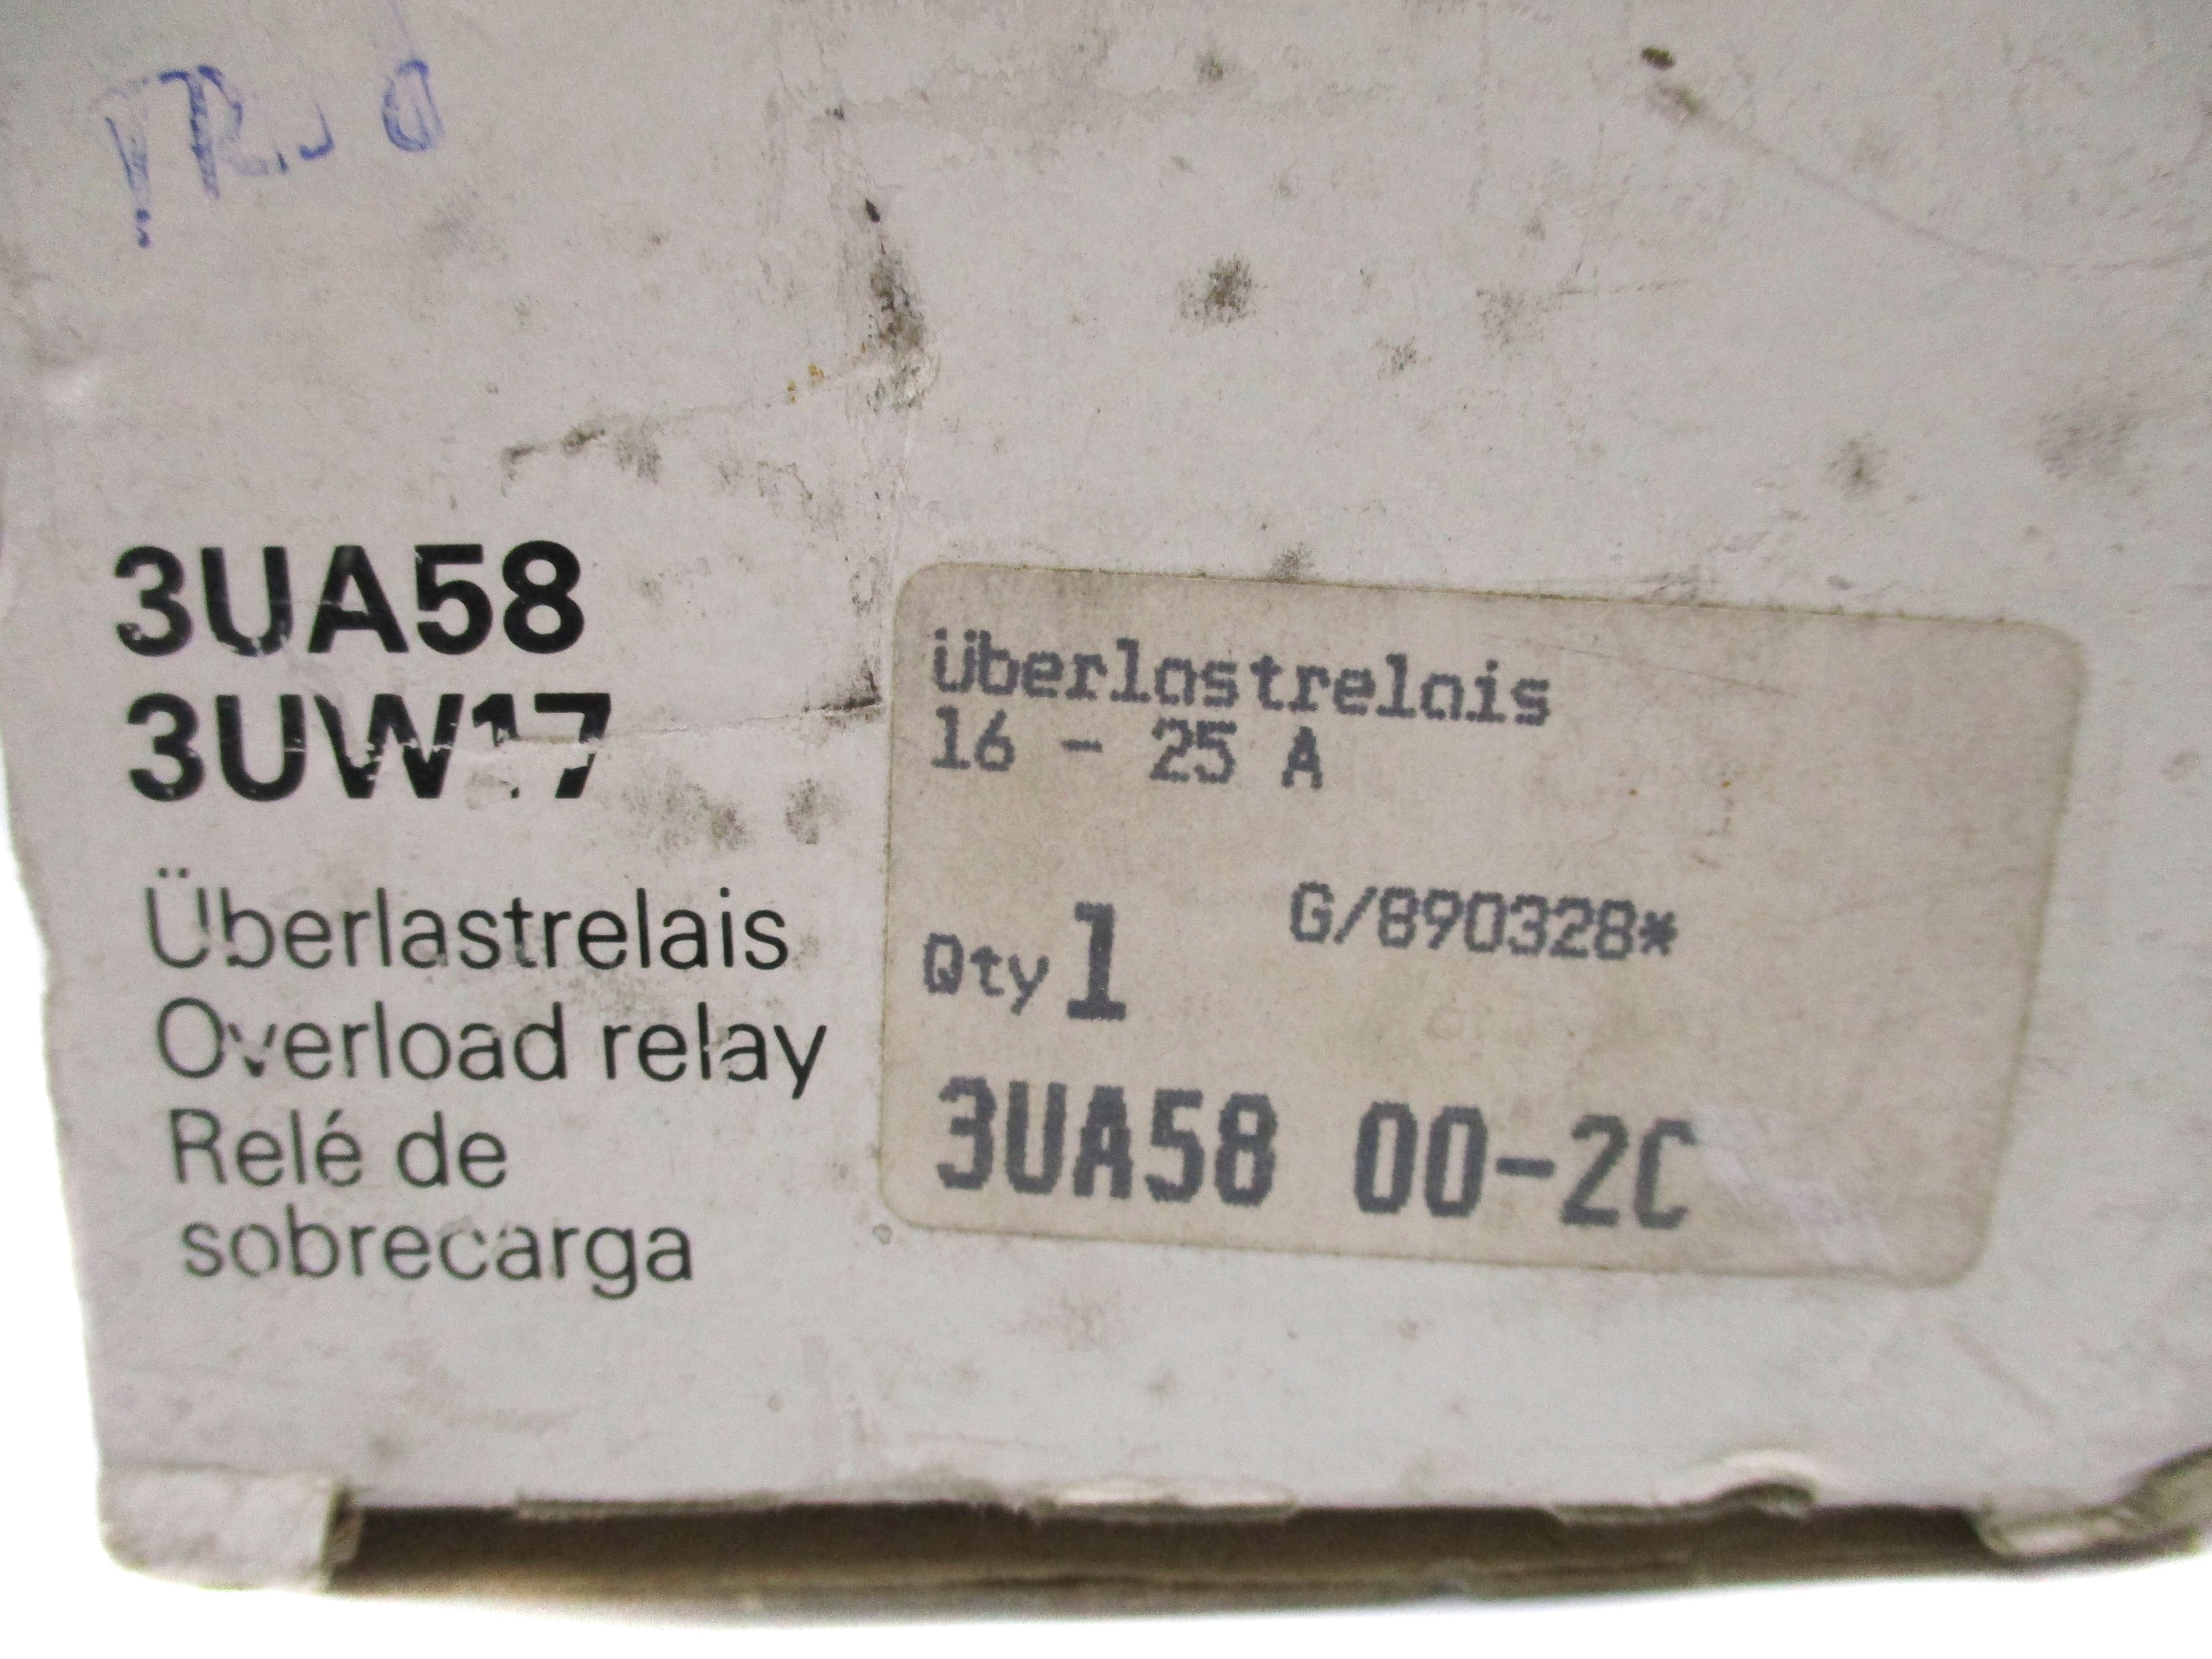 3UA58
3UW17
Überlastrelais
Overload relay
Relé de
sobrecarga
Überlastrelais
16 - 25 A
G/890328*
Qty 1
3UA58 00-2C